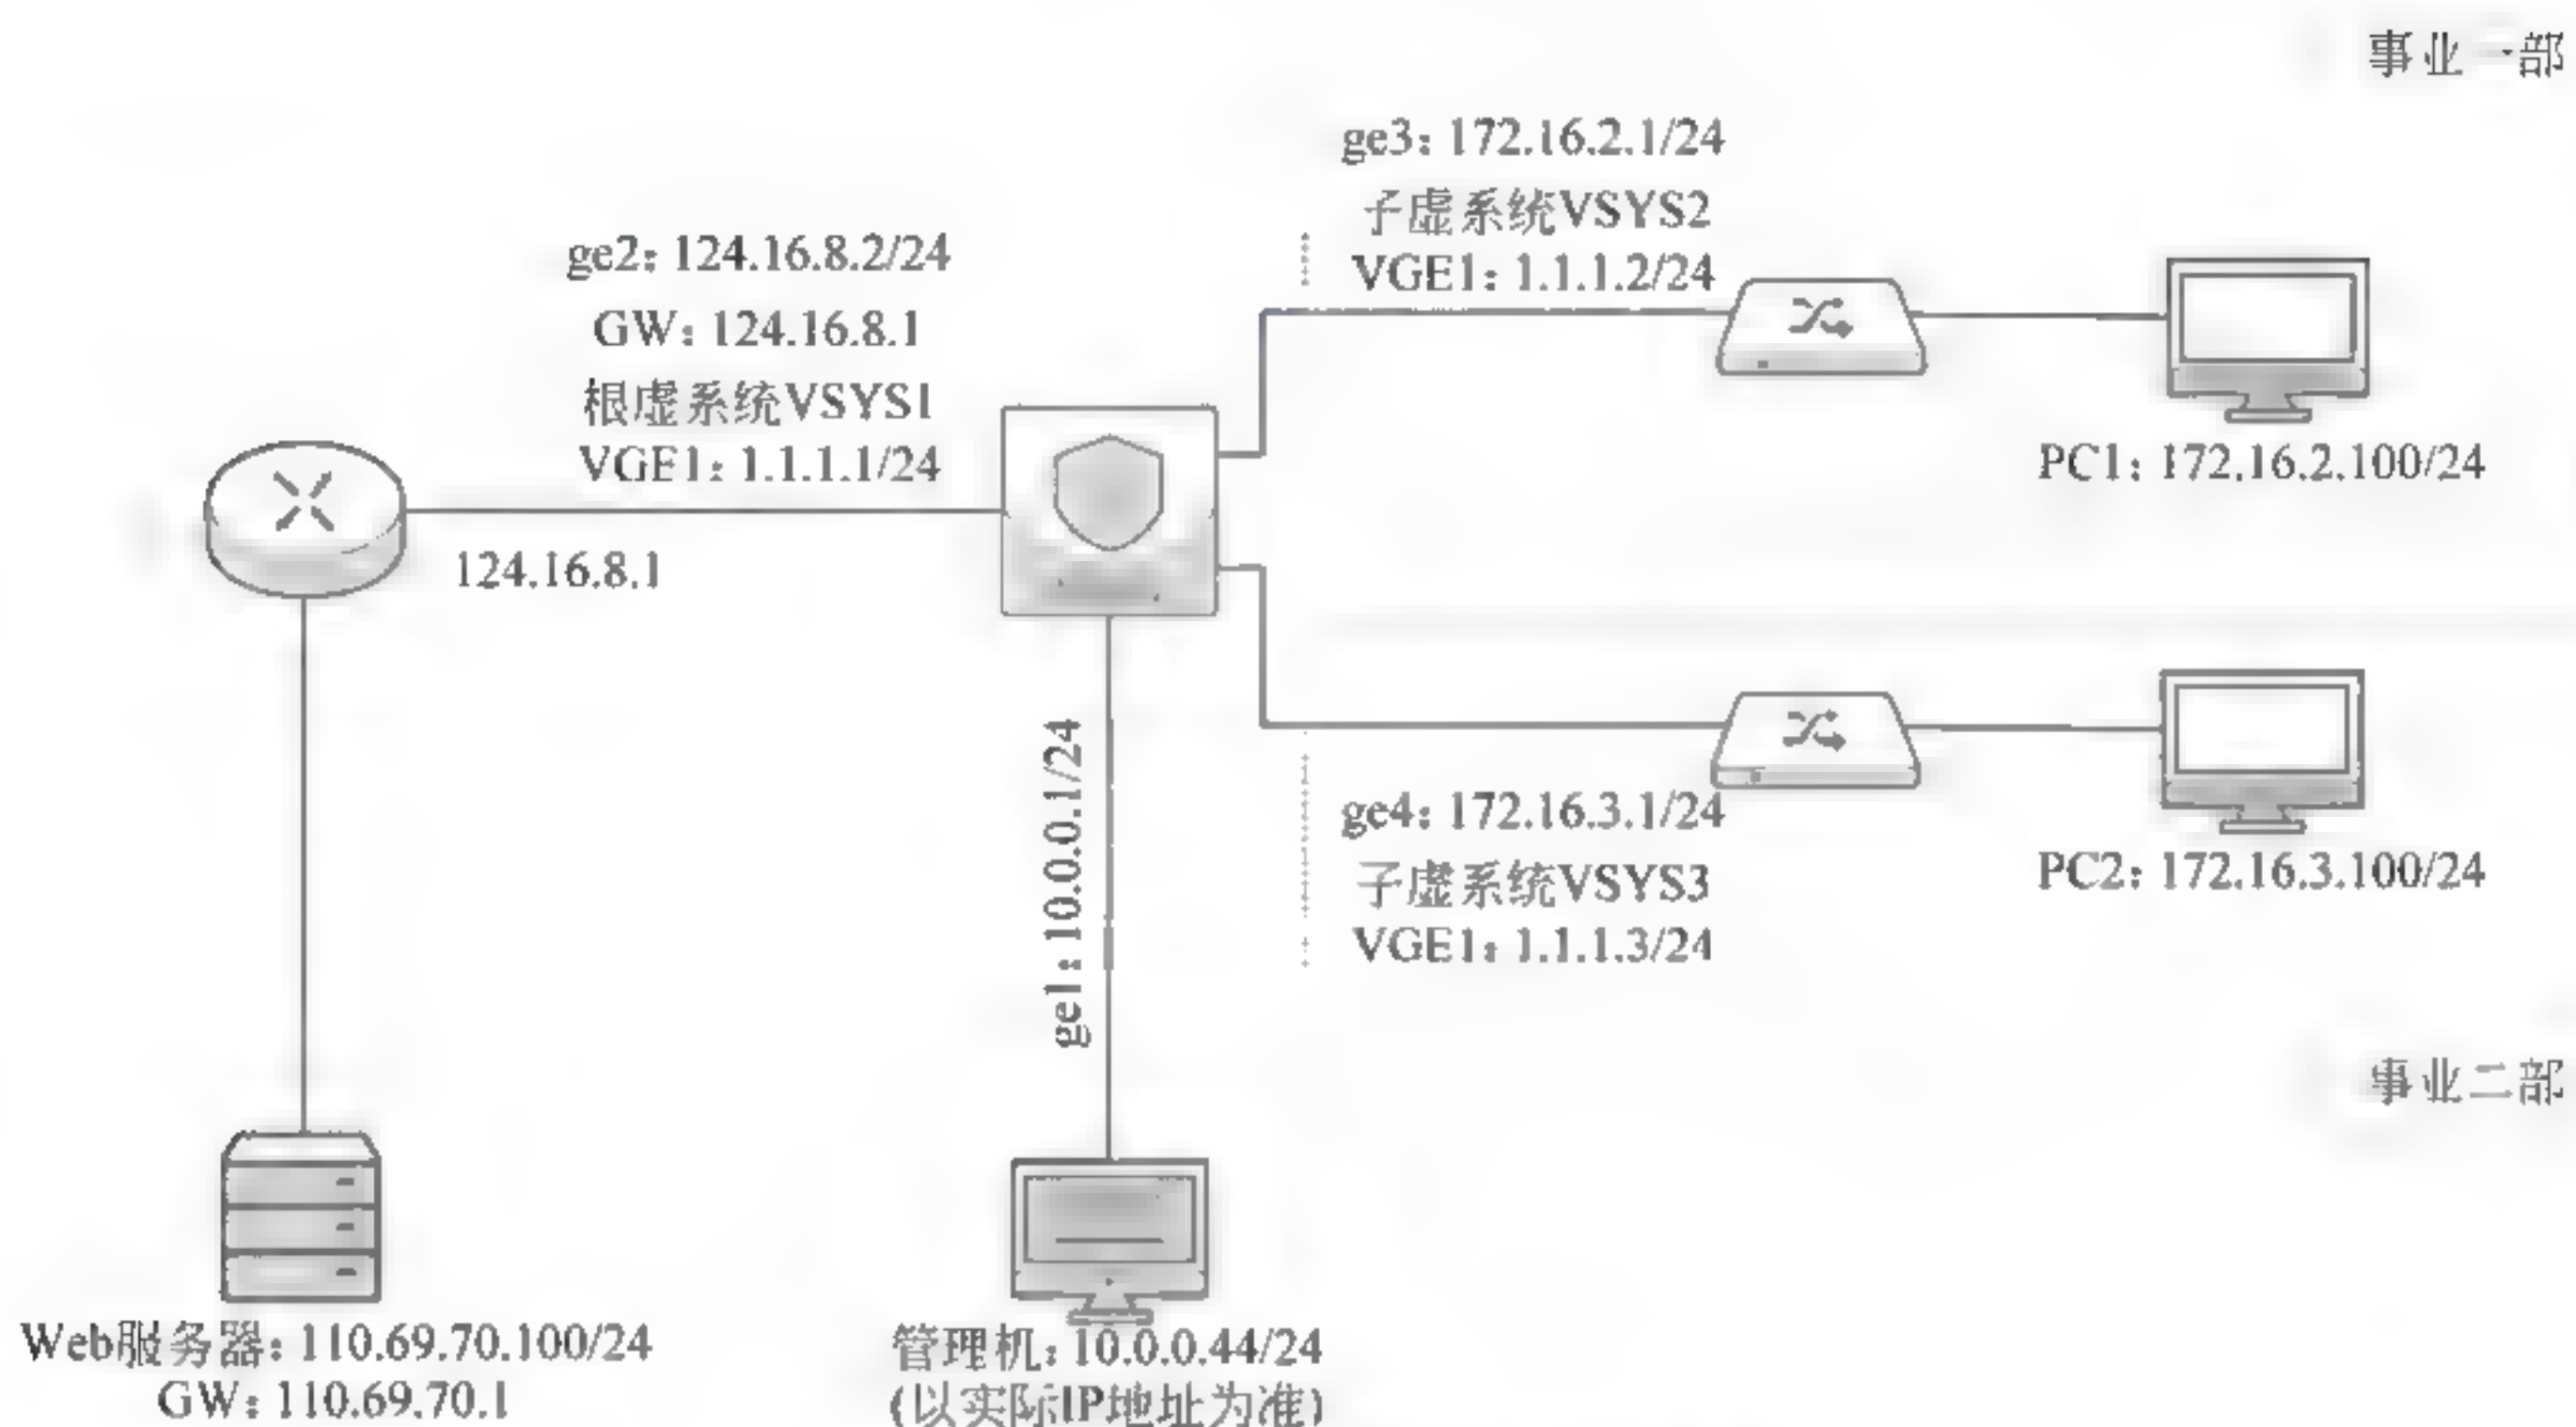 事业一部
ge3: 172.16.2.1/24
子虚系统VSYS2
VGE1: 1.1.1.2/24
ge2: 124.16.8.2/24
GW: 124.16.8.1
根虚系统VSYS1
VGE1: 1.1.1.1/24
PC1: 172.16.2.100/24
124.16.8.1
ge1: 10.0.0.1/24
ge4: 172.16.3.1/24
子虚系统VSYS3
VGE1: 1.1.1.3/24
PC2: 172.16.3.100/24
事业二部
Web服务器: 110.69.70.100/24
GW: 110.69.70.1
管理机: 10.0.0.44/24
(以实际IP地址为准)